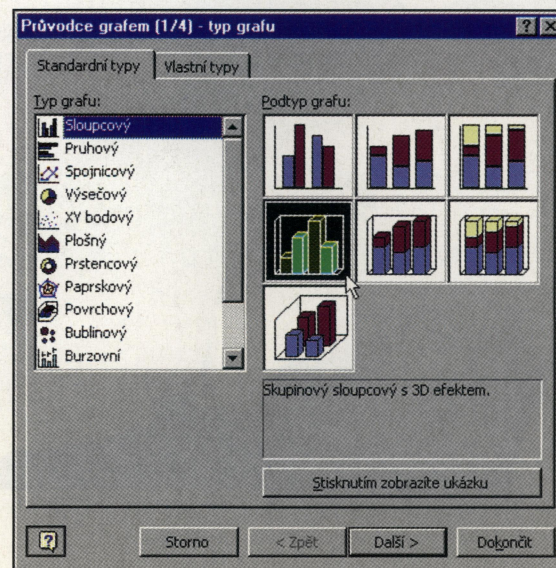 Průvodce grafem (1/4) - typ grafu
Standardní typy
Vlastní typy
Typ grafu:
Sloupcový
Pruhový
Spojnicový
Výsečový
XY bodový
Plošný
Prstencový
Paprskový
Povrchový
Bublinový
Burzovní
Podtyp grafu:
Skupinový sloupcový s 3D efektem.
Stisknutím zobrazíte ukázku
Storno
< Zpět
Další >
Dokončit